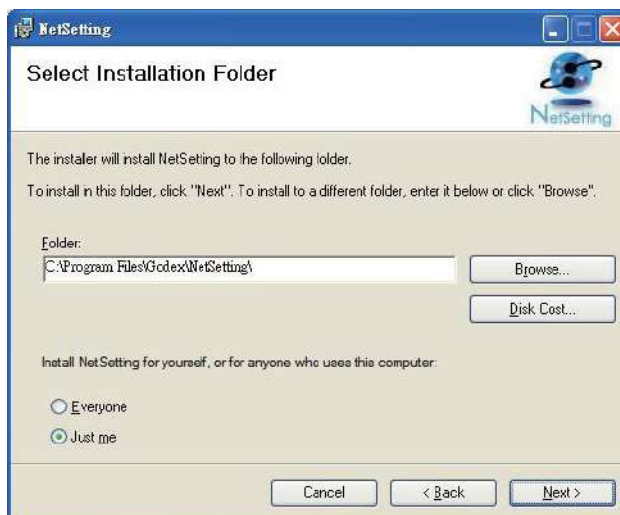 NetSetting
Select Installation Folder
NetSetting
The installer will install NetSetting to the following folder.
To install in this folder, click "Next". To install to a different folder, enter it below or click "Browse".
Folder:
C:\Program Files\Godex\NetSetting\
Browse...
Disk Cost...
Install NetSetting for yourself, or for anyone who uses this computer:
Everyone
Just me
Cancel
< Back
Next >